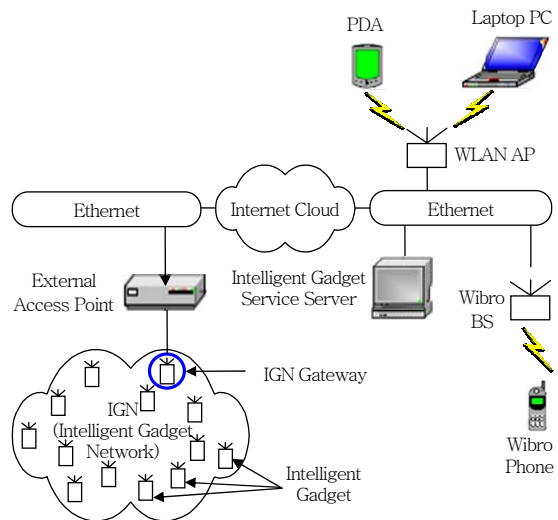 PDA
Laptop PC
WLAN AP
Ethernet
Internet Cloud
Ethernet
External
Access Point
Intelligent Gadget
Service Server
Wibro
BS
IGN Gateway
IGN
(Intelligent Gadget
Network)
Intelligent
Gadget
Wibro
Phone